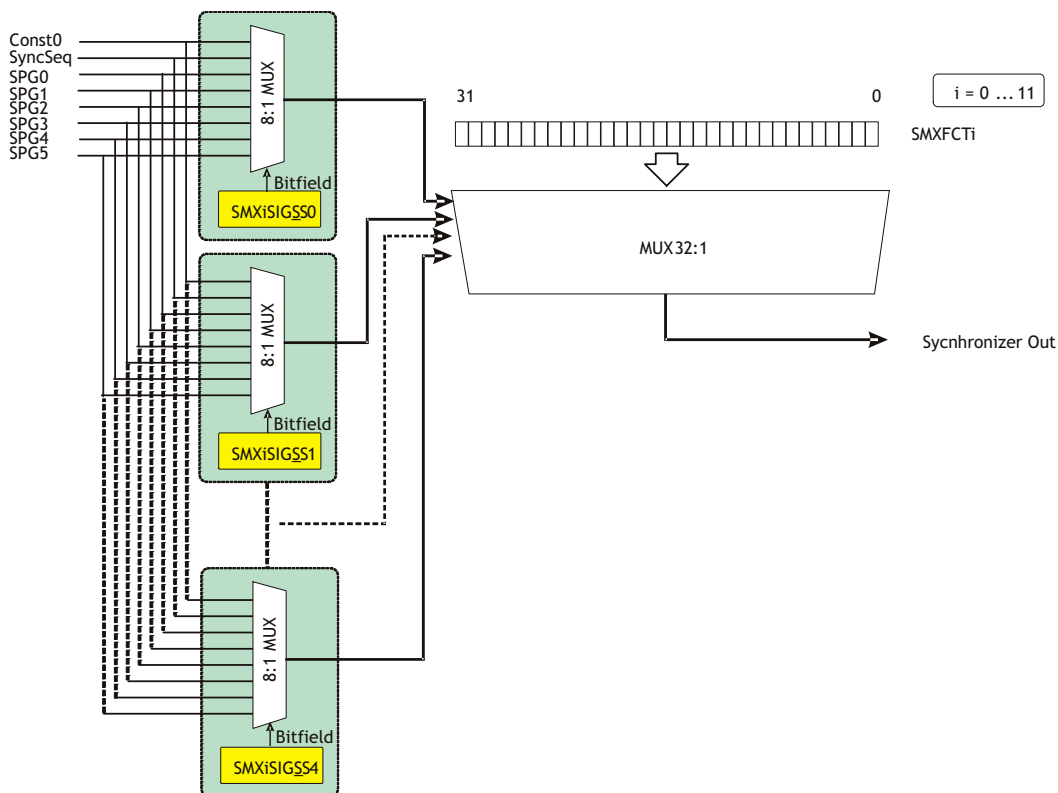 Const0
SyncSeq
SPG0
SPG1
SPG2
SPG3
SPG4
SPG5
8:1 MUX
Bitfield
SMXiSIGSS0
31
0
i = 0 ... 11
SMXFCTi
MUX32:1
Sycnhronizer Out
8:1 MUX
Bitfield
SMXiSIGSS1
8:1 MUX
Bitfield
SMXiSIGSS4